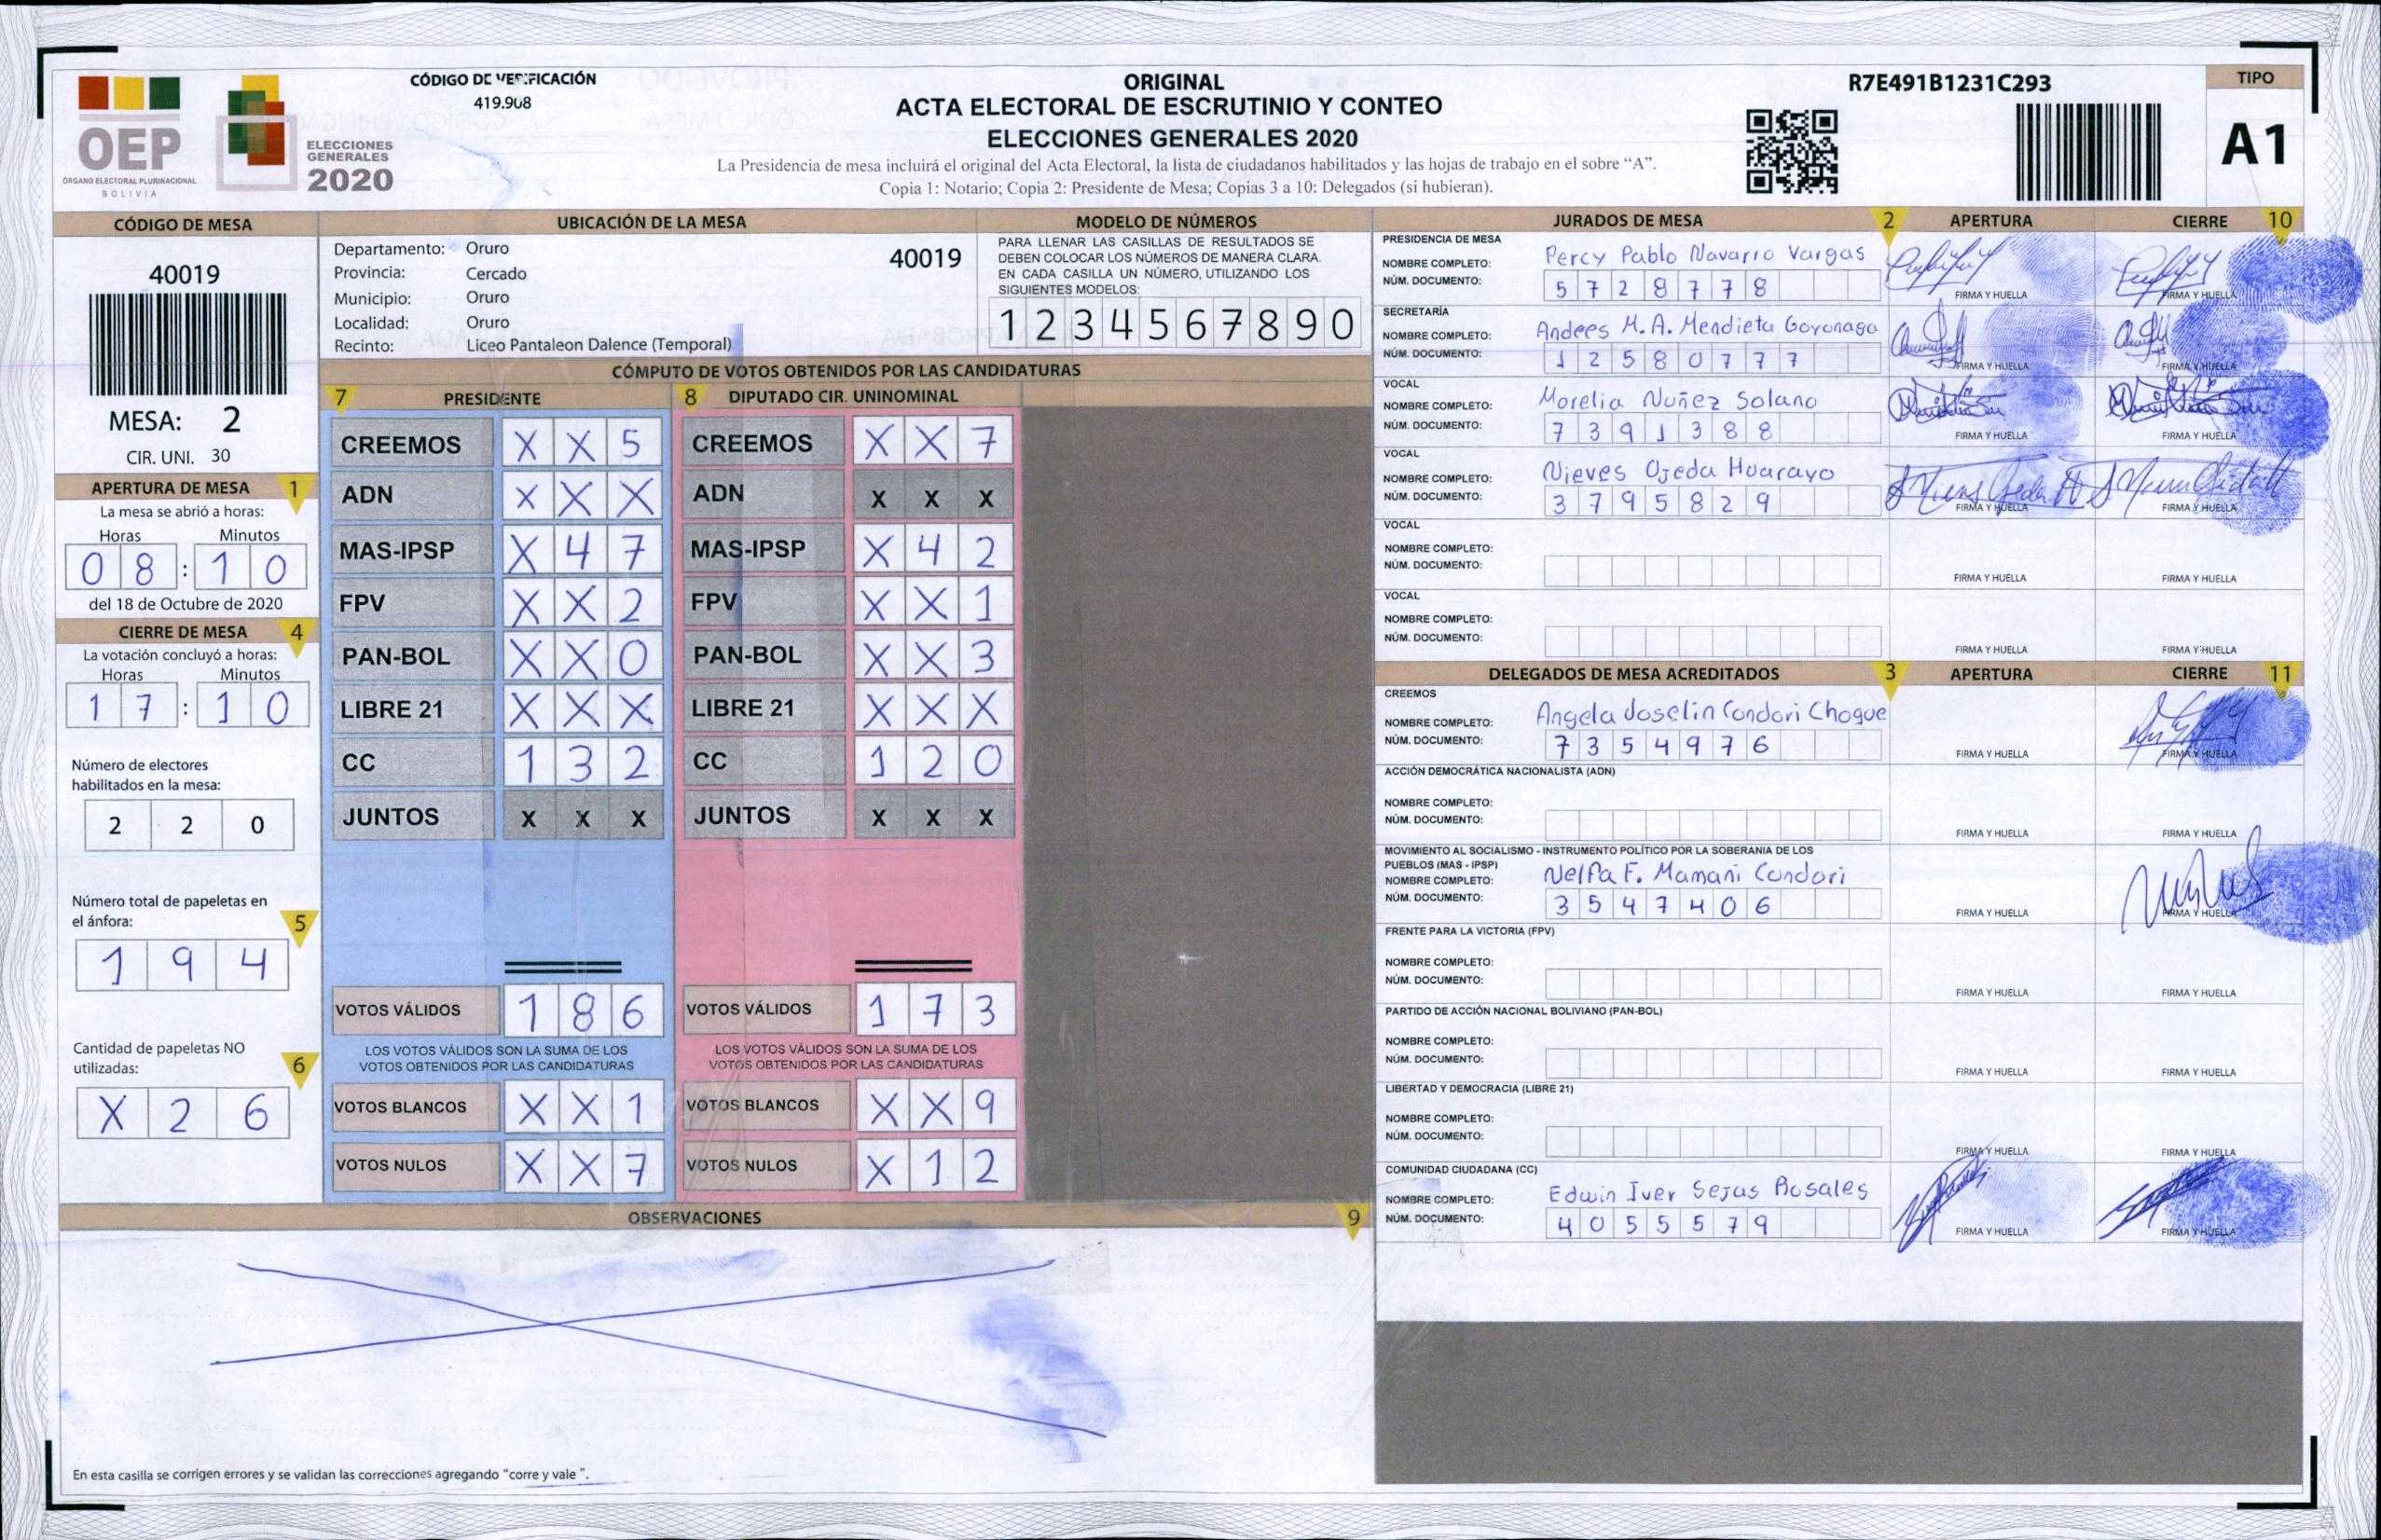 OEP
ÓRGANO ELECTORAL PLURINACIONAL
BOLIVIA
ELECCIONES
GENERALES
2020
CÓDIGO DE VERIFICACIÓN
ORIGINAL
ACTA ELECTORAL DE ESCRUTINIO Y CONTEO
ELECCIONES GENERALES 2020
La Presidencia de mesa incluirá el original del Acta Electoral, la lista de ciudadanos habilitados y las hojas de trabajo en el sobre “A”.
Copia 1: Notario; Copia 2: Presidente de Mesa; Copias 3 a 10: Delegados (si hubieran).
R7E491B1231C293
TIPO
A1
CÓDIGO DE MESA
40019
MESA: 2
CIR. UNI. 30
APERTURA DE MESA 1
La mesa se abrió a horas:
Horas Minutos
0 8 : 1 0
del 18 de Octubre de 2020
CIERRE DE MESA 4
La votación concluyó a horas:
Horas Minutos
1 7 : 1 0
Número de electores
habilitados en la mesa:
2 2 0
Número total de papeletas en
el ánfora: 5
1 9 4
Cantidad de papeletas NO
utilizadas: 6
X 2 6
UBICACIÓN DE LA MESA
Departamento: Oruro 40019
Provincia: Cercado
Municipio: Oruro
Localidad: Oruro
Recinto: Liceo Pantaleon Dalence (Temporal)
MODELO DE NÚMEROS
PARA LLENAR LAS CASILLAS DE RESULTADOS SE
DEBEN COLOCAR LOS NÚMEROS DE MANERA CLARA.
EN CADA CASILLA UN NÚMERO, UTILIZANDO LOS
SIGUIENTES MODELOS:
1 2 3 4 5 6 7 8 9 0
CÓMPUTO DE VOTOS OBTENIDOS POR LAS CANDIDATURAS
7 PRESIDENTE
CREEMOS X X 5
ADN X X X
MAS-IPSP X 4 7
FPV X X 2
PAN-BOL X X 0
LIBRE 21 X X X
CC 1 3 2
JUNTOS X X X
VOTOS VÁLIDOS 1 8 6
LOS VOTOS VÁLIDOS SON LA SUMA DE LOS
VOTOS OBTENIDOS POR LAS CANDIDATURAS
VOTOS BLANCOS X X 1
VOTOS NULOS X X 7
8 DIPUTADO CIR. UNINOMINAL
CREEMOS X X 7
ADN X X X
MAS-IPSP X 4 2
FPV X X 1
PAN-BOL X X 3
LIBRE 21 X X X
CC 1 2 0
JUNTOS X X X
VOTOS VÁLIDOS 1 7 3
LOS VOTOS VÁLIDOS SON LA SUMA DE LOS
VOTOS OBTENIDOS POR LAS CANDIDATURAS
VOTOS BLANCOS X X 9
VOTOS NULOS X 1 2
OBSERVACIONES 9
En esta casilla se corrigen errores y se validan las correcciones agregando “corre y vale ”.
JURADOS DE MESA 2 APERTURA CIERRE 10
PRESIDENCIA DE MESA
NOMBRE COMPLETO: Percy Pablo Navarro Vargas
NÚM. DOCUMENTO: 5 7 2 8 7 7 8
FIRMA Y HUELLA FIRMA Y HUELLA
SECRETARÍA
NOMBRE COMPLETO: Andees M. A. Mendieta
NÚM. DOCUMENTO: 1 2 5 8 0 7 7 7
FIRMA Y HUELLA FIRMA Y HUELLA
VOCAL
NOMBRE COMPLETO: Morelia Nuñez Solano
NÚM. DOCUMENTO: 7 3 9 1 3 8 8
FIRMA Y HUELLA FIRMA Y HUELLA
VOCAL
NOMBRE COMPLETO: Nieves Ojeda Huarayo
NÚM. DOCUMENTO: 3 7 9 5 8 2 9
FIRMA Y HUELLA FIRMA Y HUELLA
VOCAL
NOMBRE COMPLETO:
NÚM. DOCUMENTO:
FIRMA Y HUELLA FIRMA Y HUELLA
VOCAL
NOMBRE COMPLETO:
NÚM. DOCUMENTO:
FIRMA Y HUELLA FIRMA Y HUELLA
DELEGADOS DE MESA ACREDITADOS 3 APERTURA CIERRE 11
CREEMOS
NOMBRE COMPLETO: Angela Joselin Condori Choque
NÚM. DOCUMENTO: 7 3 5 4 9 7 6
FIRMA Y HUELLA FIRMA Y HUELLA
ACCIÓN DEMOCRÁTICA NACIONALISTA (ADN)
NOMBRE COMPLETO:
NÚM. DOCUMENTO:
FIRMA Y HUELLA FIRMA Y HUELLA
MOVIMIENTO AL SOCIALISMO - INSTRUMENTO POLÍTICO POR LA SOBERANIA DE LOS
PUEBLOS (MAS - IPSP)
NOMBRE COMPLETO: F. Mamani Condori
NÚM. DOCUMENTO: 3 5 4 7 4 0 6
FIRMA Y HUELLA FIRMA Y HUELLA
FRENTE PARA LA VICTORIA (FPV)
NOMBRE COMPLETO:
NÚM. DOCUMENTO:
FIRMA Y HUELLA FIRMA Y HUELLA
PARTIDO DE ACCIÓN NACIONAL BOLIVIANO (PAN-BOL)
NOMBRE COMPLETO:
NÚM. DOCUMENTO:
FIRMA Y HUELLA FIRMA Y HUELLA
LIBERTAD Y DEMOCRACIA (LIBRE 21)
NOMBRE COMPLETO:
NÚM. DOCUMENTO:
FIRMA Y HUELLA FIRMA Y HUELLA
COMUNIDAD CIUDADANA (CC)
NOMBRE COMPLETO: Edwin Iver Sejas Rosales
NÚM. DOCUMENTO: 4 0 5 5 5 7 9
FIRMA Y HUELLA FIRMA Y HUELLA